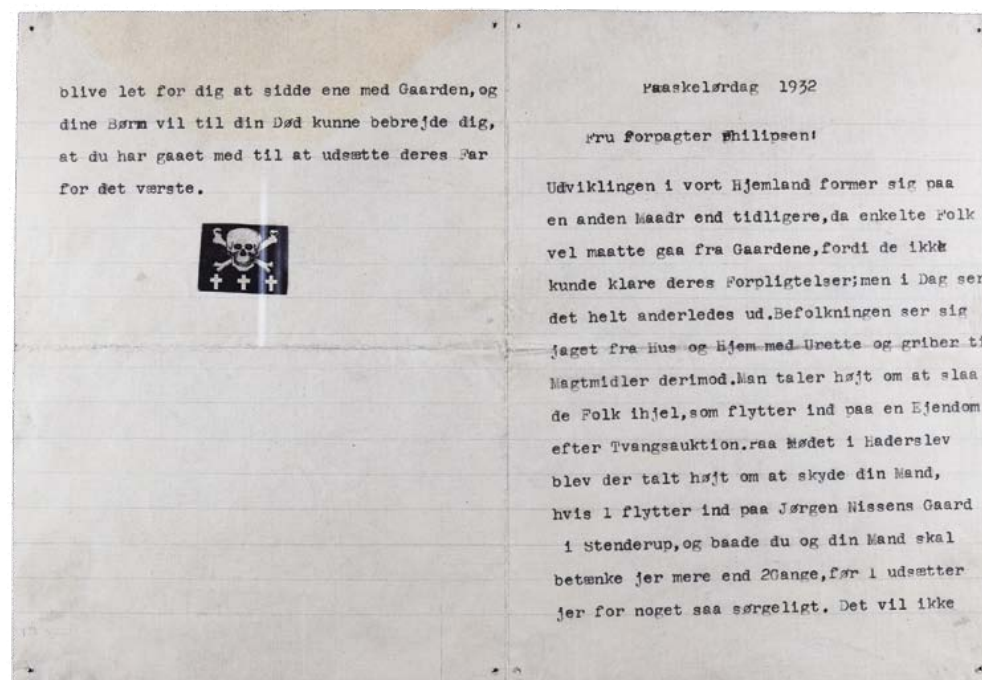 Paaskelørdag 1932
Fru Forpagter Philipsen!
Udviklingen i vort Hjemland former sig paa
en anden Maadr end tidligere,da enkelte Folk
vel maatte gaa fra Gaardene,fordi de ikke
kunde klare deres Forpligtelser;men i Dag ser
det helt anderledes ud.Befolkningen ser sig
jaget fra Hus og Hjem med Urette og griber ti
Magtmidler derimod.Man taler højt om at slaa
de Folk ihjel,som flytter ind paa en Ejendom
efter Tvangsauktion.Paa Mødet i Haderslev
blev der talt højt om at skyde din Mand,
hvis I flytter ind paa Jørgen Nissens Gaard
i Stenderup,og baade du og din Mand skal
betænke jer mere end 2Gange,før I udsætter
jer for noget saa sørgeligt. Det vil ikke
blive let for dig at sidde ene med Gaarden,og
dine Børn vil til din Død kunne bebrejde dig,
at du har gaaet med til at udsætte deres Far
for det værste.